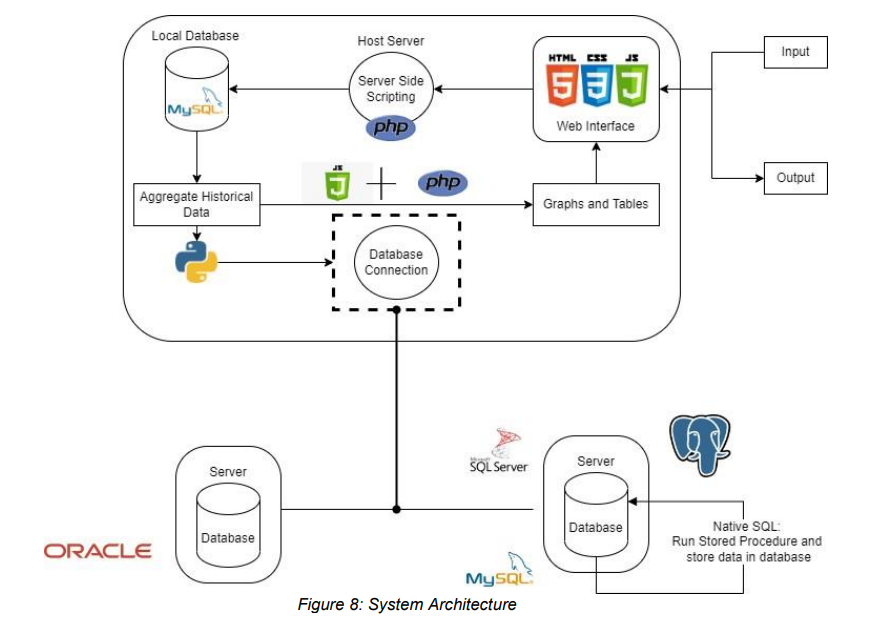 Local Database
MySQL
Host Server
Server Side
Scripting
php
HTML CSS JS
5 3
Web Interface
Input
Output
Aggregate Historical
Data
JS
php
Graphs and Tables
Database
Connection
Server
Database
ORACLE
Microsoft
SQL Server
MySQL
Server
Database
Native SQL:
Run Stored Procedure and
store data in database
Figure 8: System Architecture